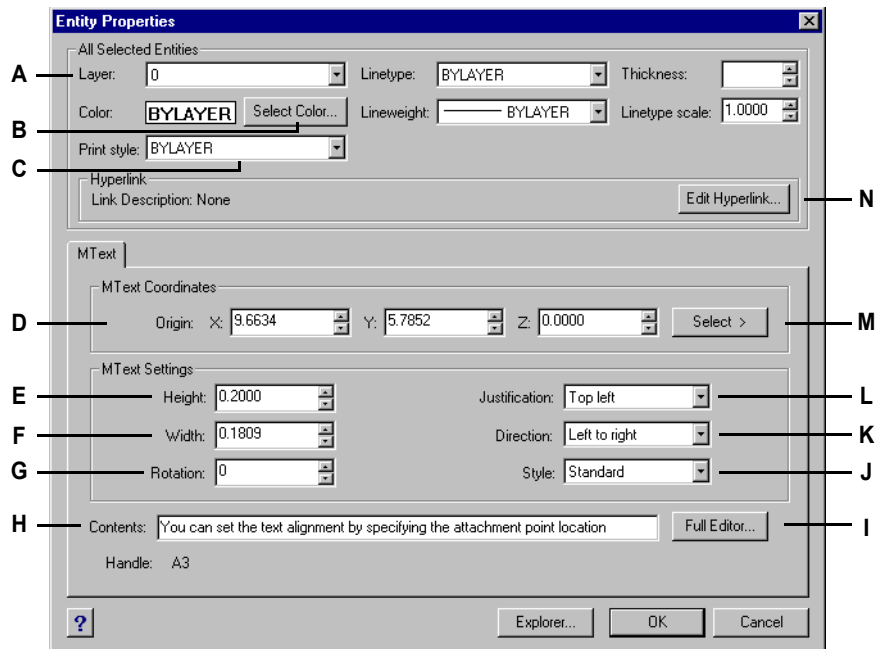 Entity Properties
All Selected Entities
A Layer: 0 Linetype: BYLAYER Thickness:
Color: BYLAYER Select Color... Lineweight: BYLAYER Linetype scale: 1.0000
B
Print style: BYLAYER
C
Hyperlink
Link Description: None Edit Hyperlink... N
MText
MText Coordinates
D Origin: X: 9.6634 Y: 5.7852 Z: 0.0000 Select > M
MText Settings
E Height: 0.2000 Justification: Top left L
F Width: 0.1809 Direction: Left to right K
G Rotation: 0 Style: Standard J
H Contents: You can set the text alignment by specifying the attachment point location Full Editor... I
Handle: A3
? Explorer... OK Cancel